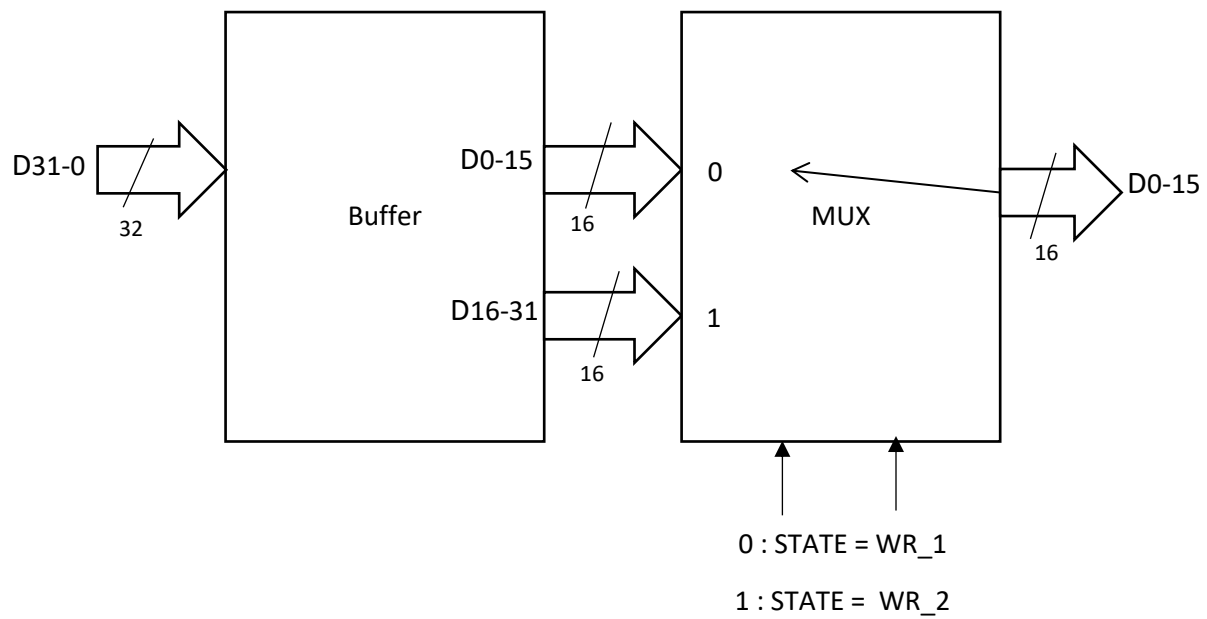 D31-0
32
Buffer
D0-15
16
D16-31
16
0
1
MUX
D0-15
16
0 : STATE = WR_1
1 : STATE = WR_2